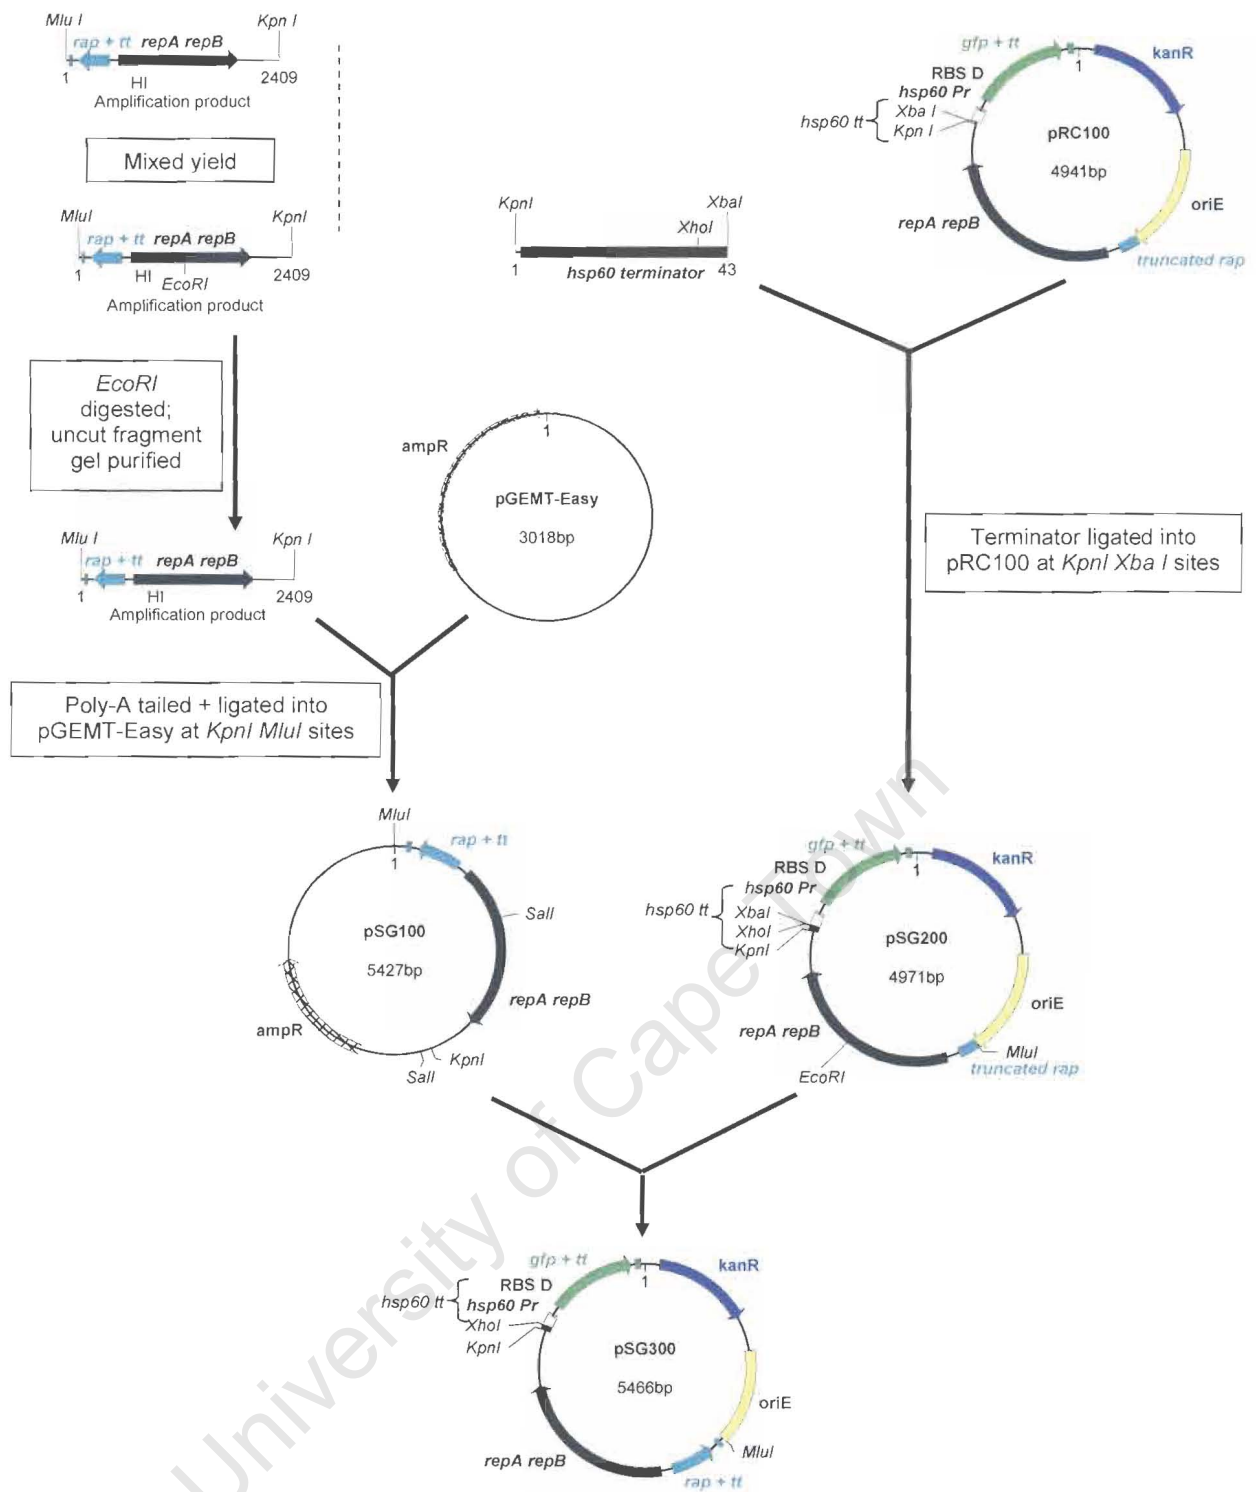 Mlu I
Kpn I
rap + tt repA repB
1
HI
2409
Amplification product
Mixed yield
MluI
KpnI
rap + tt repA repB
1
HI
EcoRI
2409
Amplification product
EcoRI
digested;
uncut fragment
gel purified
Mlu I
Kpn I
rap + tt repA repB
1
HI
2409
Amplification product
KpnI
XbaI
XhoI
1
hsp60 terminator
43
gfp + tt
1
kanR
RBS D
hsp60 Pr
hsp60 tt
Xba I
Kpn I
pRC100
4941bp
oriE
repA repB
truncated rap
ampR
1
pGEMT-Easy
3018bp
Terminator ligated into
pRC100 at KpnI Xba I sites
Poly-A tailed + ligated into
pGEMT-Easy at KpnI MluI sites
MluI
1
rap + tt
SalI
pSG100
5427bp
repA repB
ampR
KpnI
SalI
gfp + tt
1
kanR
RBS D
hsp60 Pr
hsp60 tt
XbaI
XhoI
KpnI
pSG200
4971bp
oriE
repA repB
MluI
truncated rap
EcoRI
gfp + tt
1
kanR
RBS D
hsp60 Pr
hsp60 tt
XhoI
KpnI
pSG300
5466bp
oriE
MluI
repA repB
rap + tt
University of Cape Town